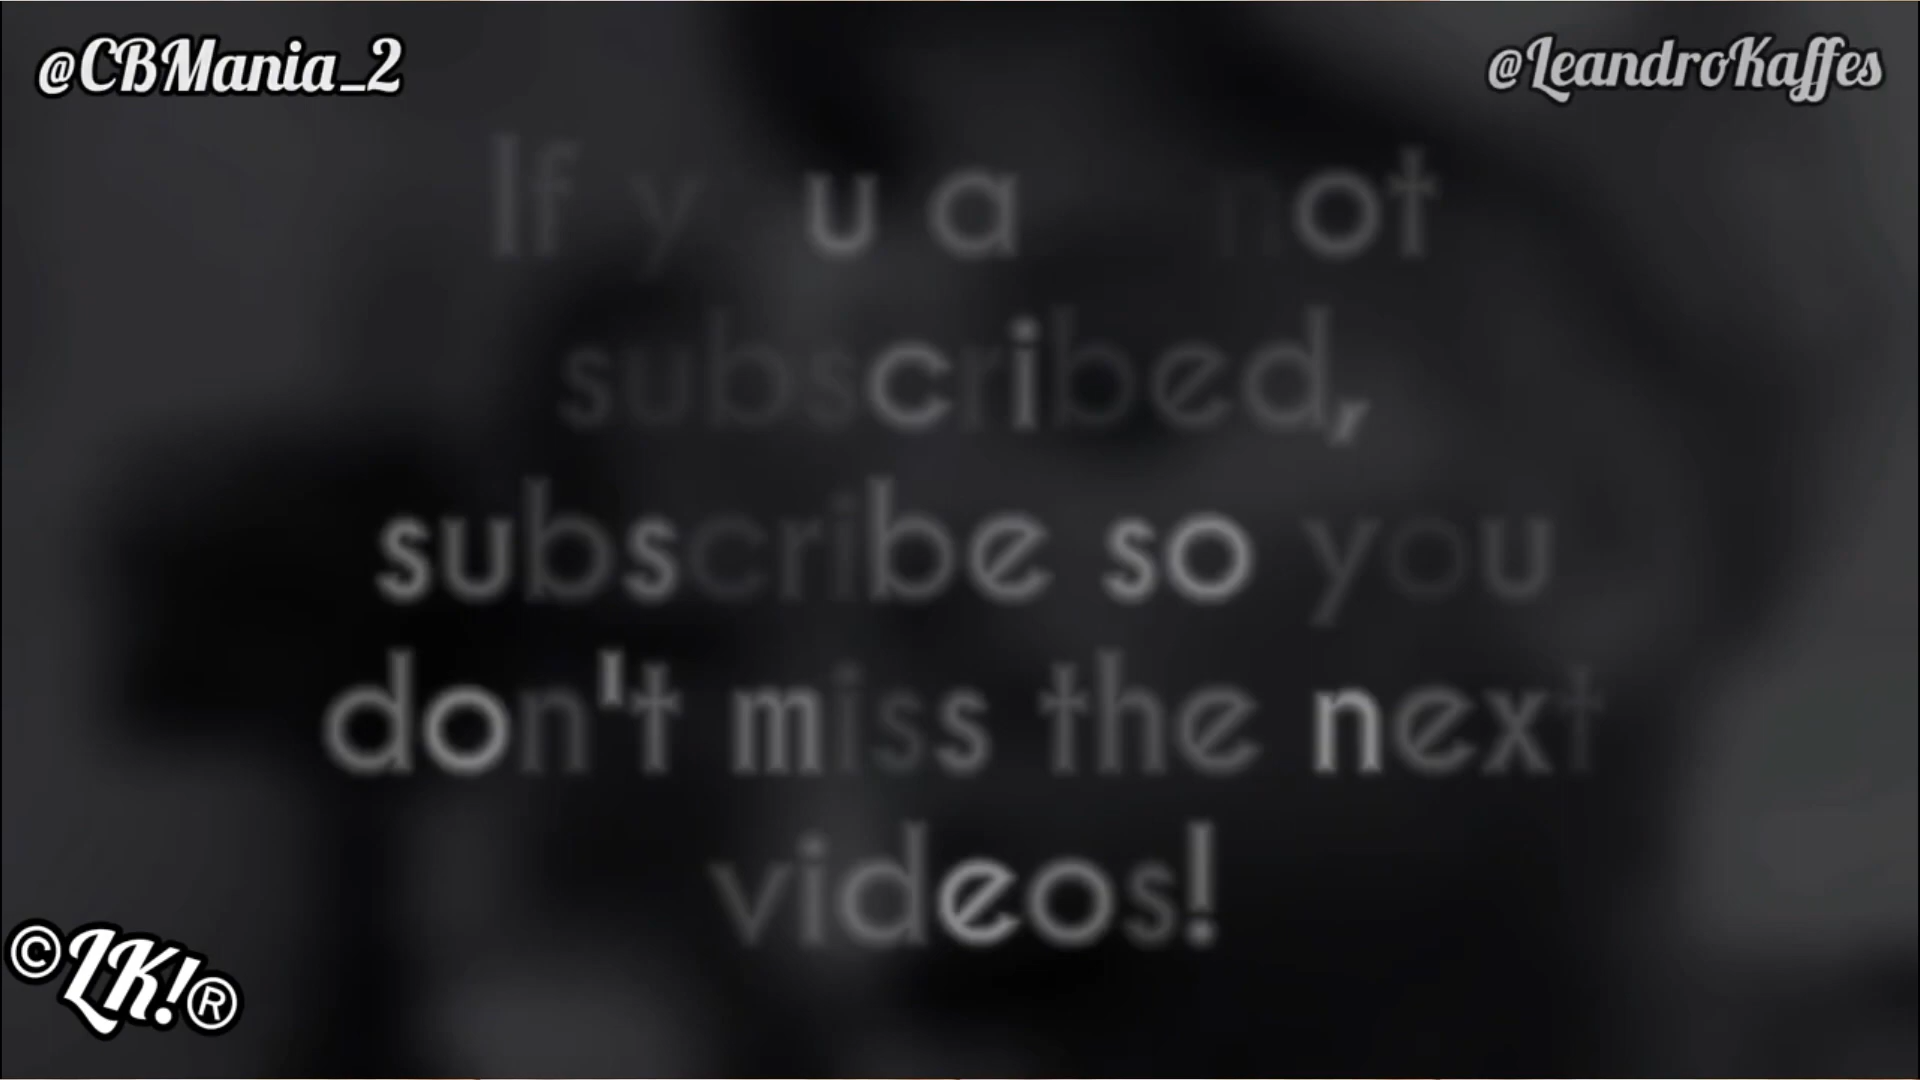 @CBMania_2
@LeandroKaffes
If you are not
subscribed,
subscribe so you
don't miss the next
videos!
©LK!®